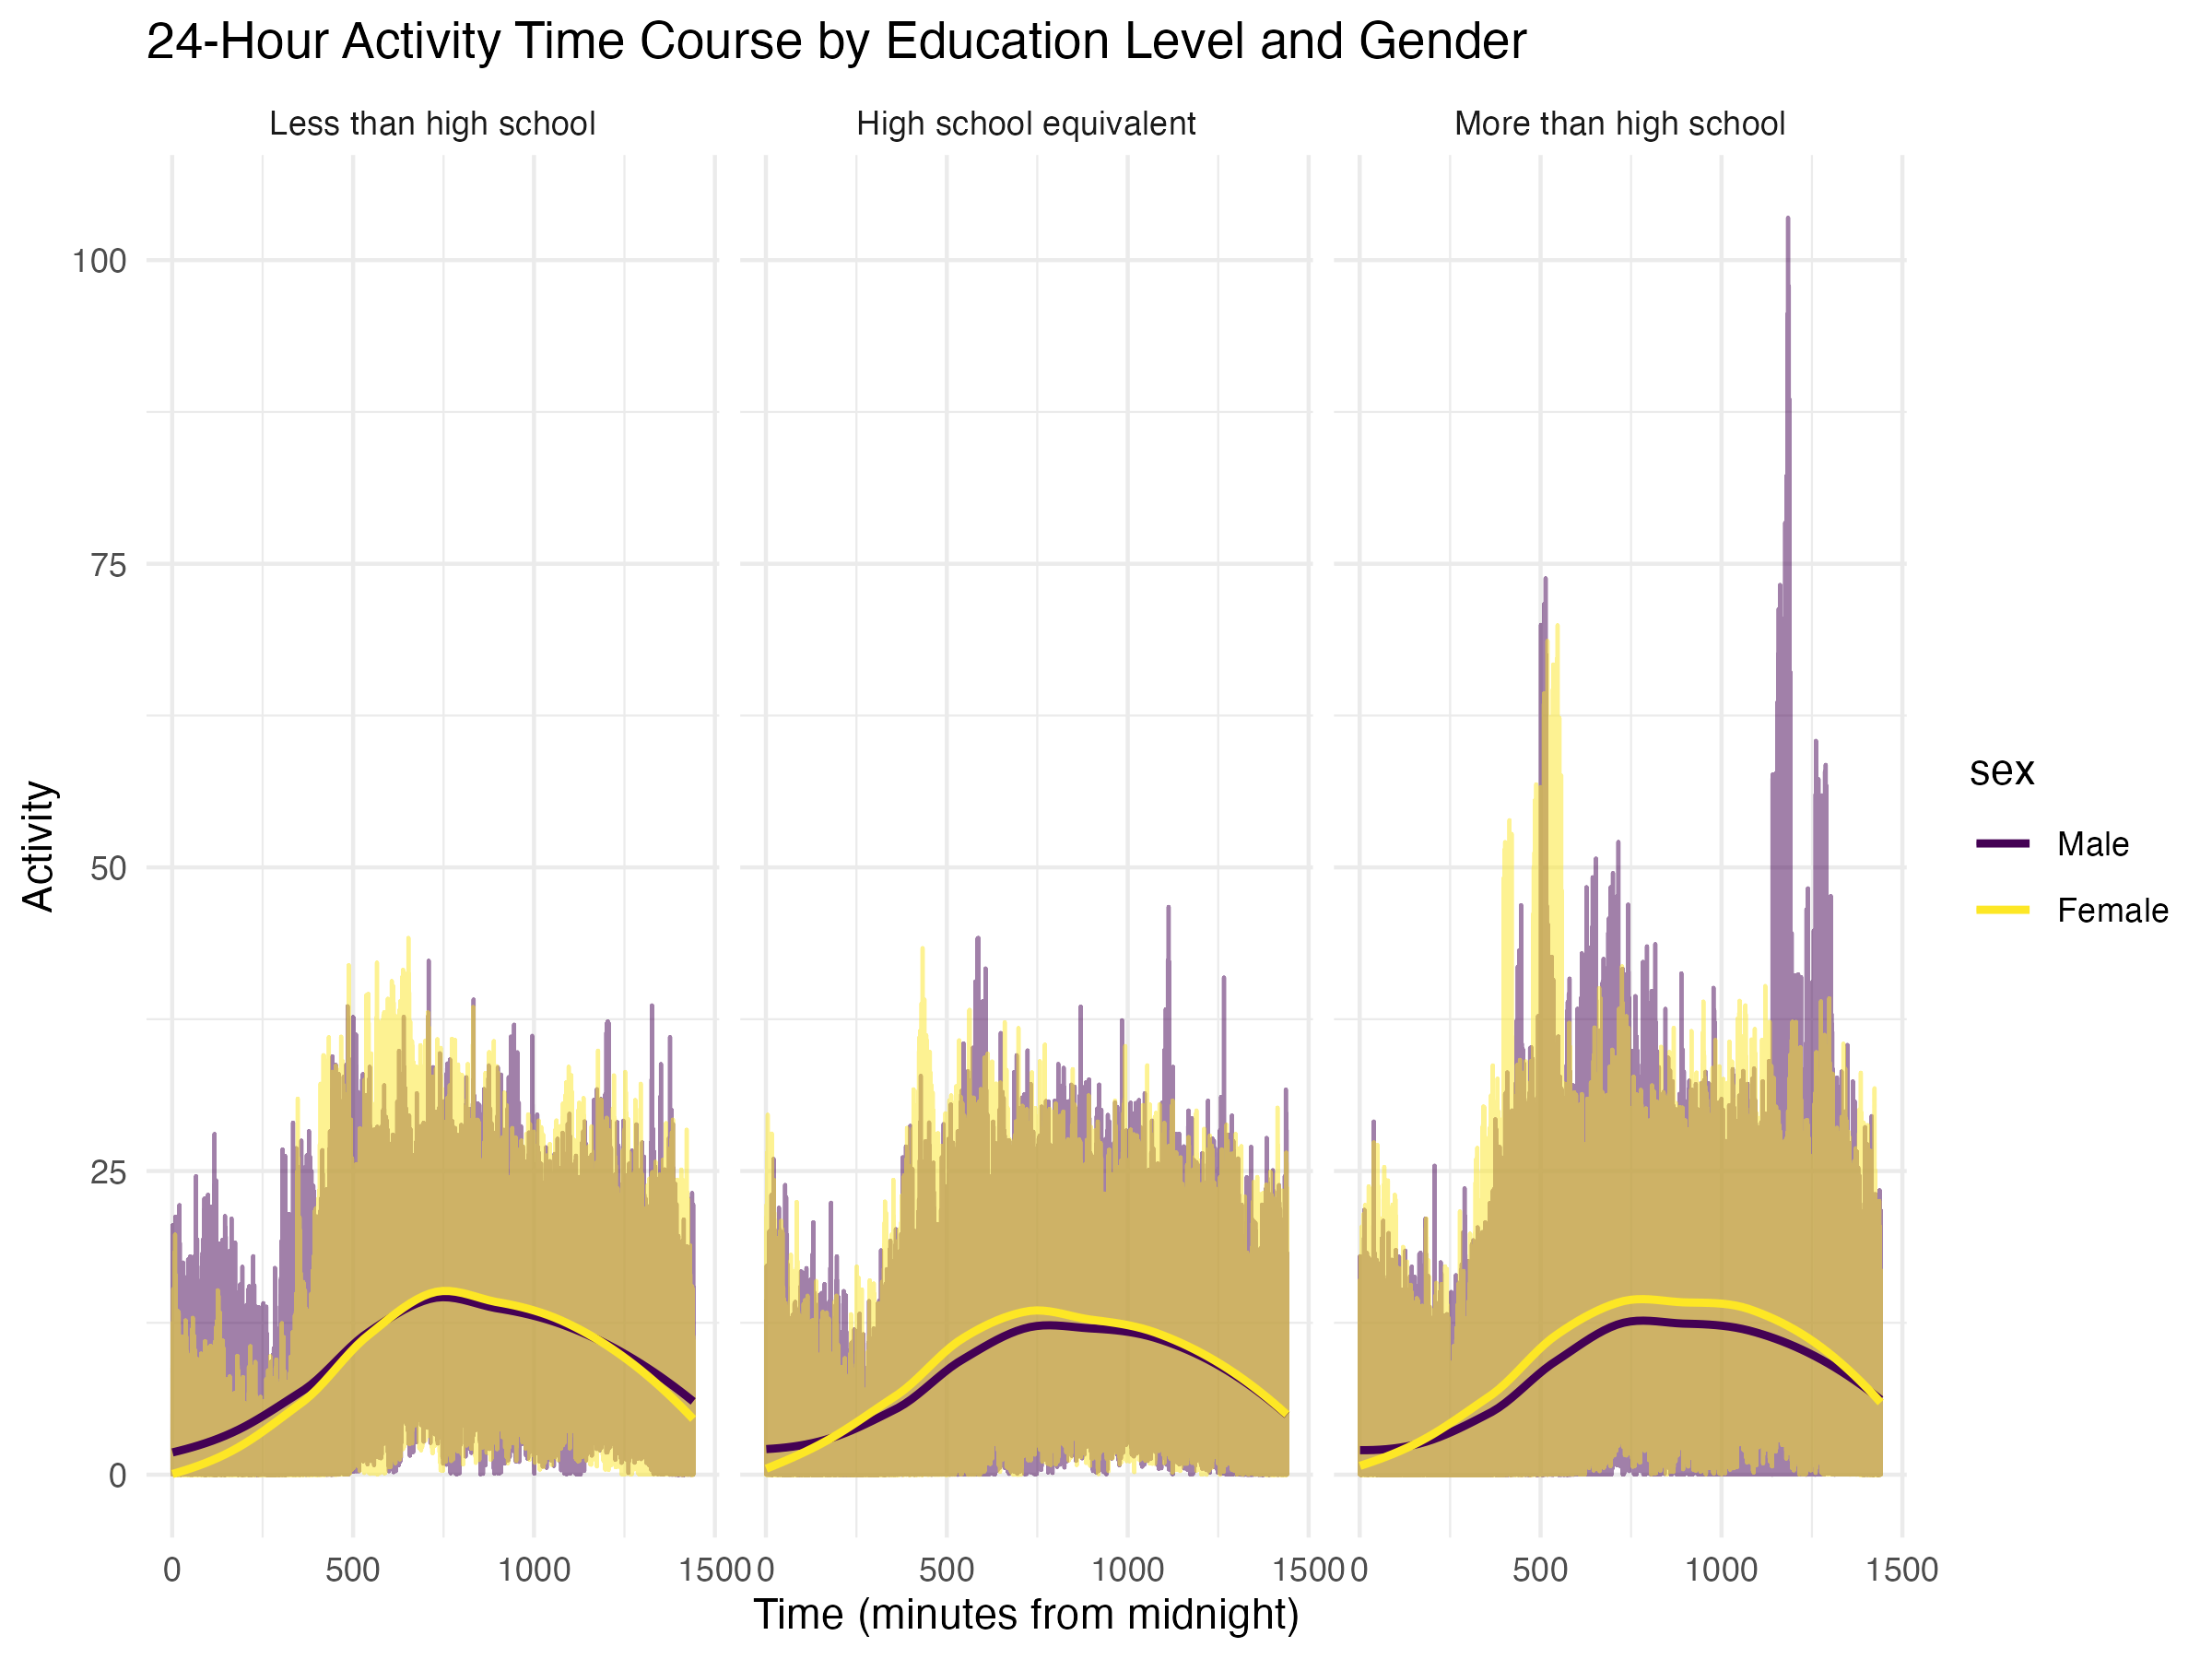 24-Hour Activity Time Course by Education Level and Gender
Less than high school
High school equivalent
More than high school
100
75
50
25
0
Activity
0 500 1000 1500
0 500 1000 1500
0 500 1000 1500
Time (minutes from midnight)
sex
Male
Female